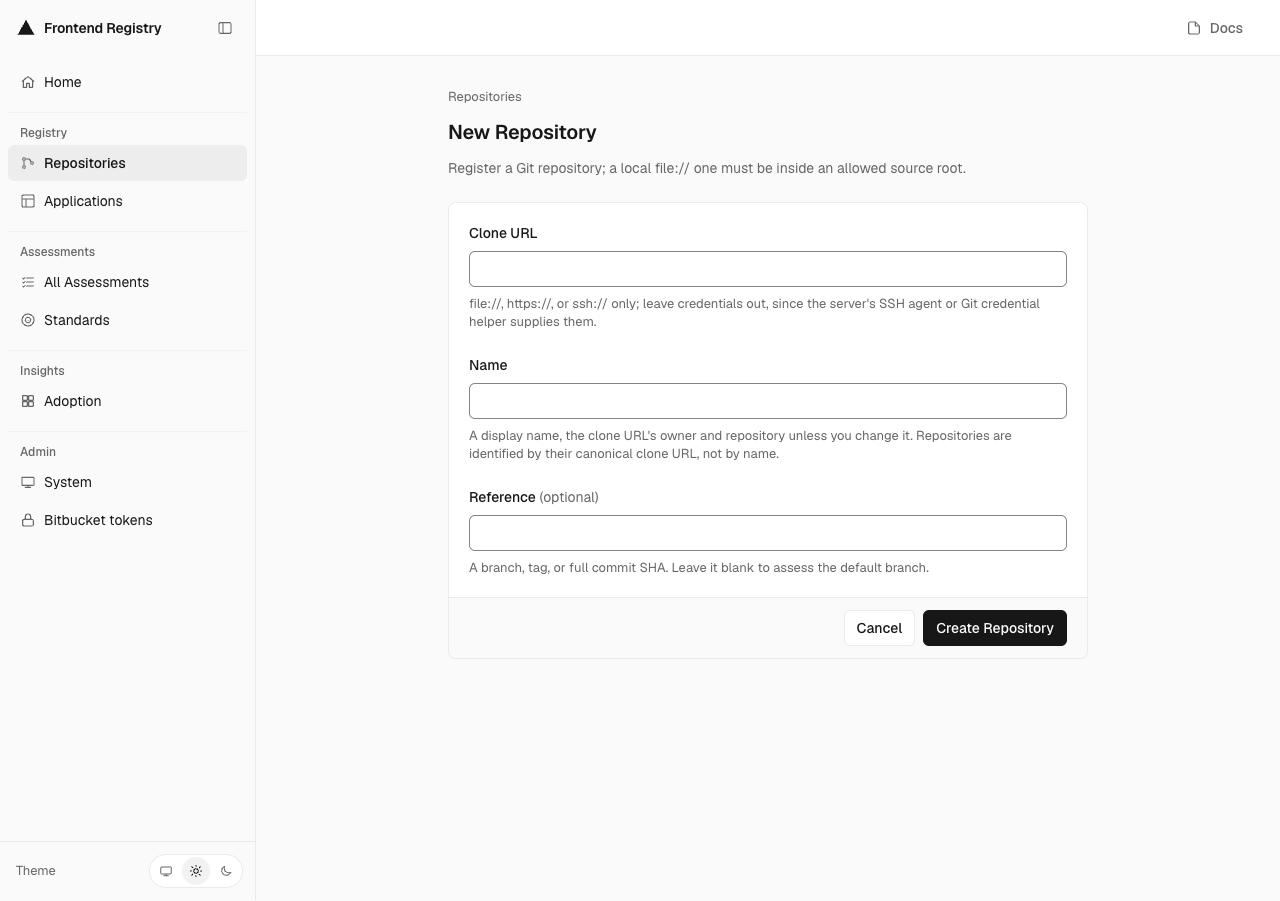 Frontend Registry
Docs
Home
Registry
Repositories
Applications
Assessments
All Assessments
Standards
Insights
Adoption
Admin
System
Bitbucket tokens
Theme
Repositories
New Repository
Register a Git repository; a local file:// one must be inside an allowed source root.
Clone URL
file://, https://, or ssh:// only; leave credentials out, since the server's SSH agent or Git credential
helper supplies them.
Name
A display name, the clone URL's owner and repository unless you change it. Repositories are
identified by their canonical clone URL, not by name.
Reference (optional)
A branch, tag, or full commit SHA. Leave it blank to assess the default branch.
Cancel
Create Repository